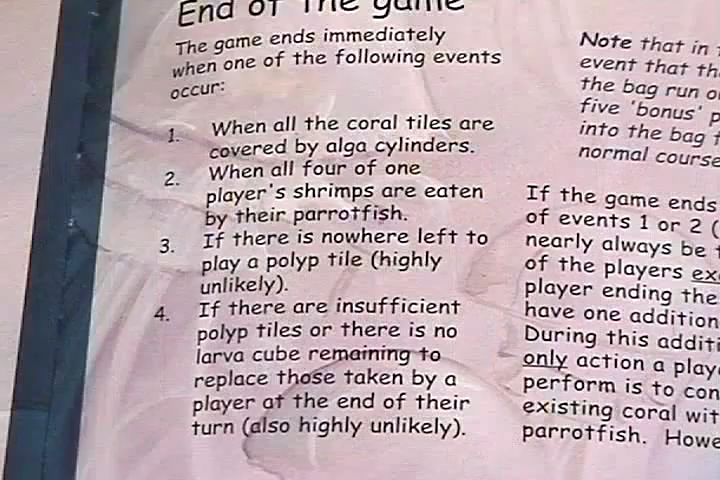 End of The game
The game ends immediately
when one of the following events
occur:
1. When all the coral tiles are
covered by alga cylinders.
2. When all four of one
player's shrimps are eaten
by their parrotfish.
3. If there is nowhere left to
play a polyp tile (highly
unlikely).
4. If there are insufficient
polyp tiles or there is no
larva cube remaining to
replace those taken by a
player at the end of their
turn (also highly unlikely).
Note that in
event that th
the bag run o
five 'bonus' p
into the bag
normal course
If the game ends
of events 1 or 2 (
nearly always be
of the players ex
player ending the
have one addition
During this additi
only action a playe
perform is to con
existing coral wit
parrotfish. Howe